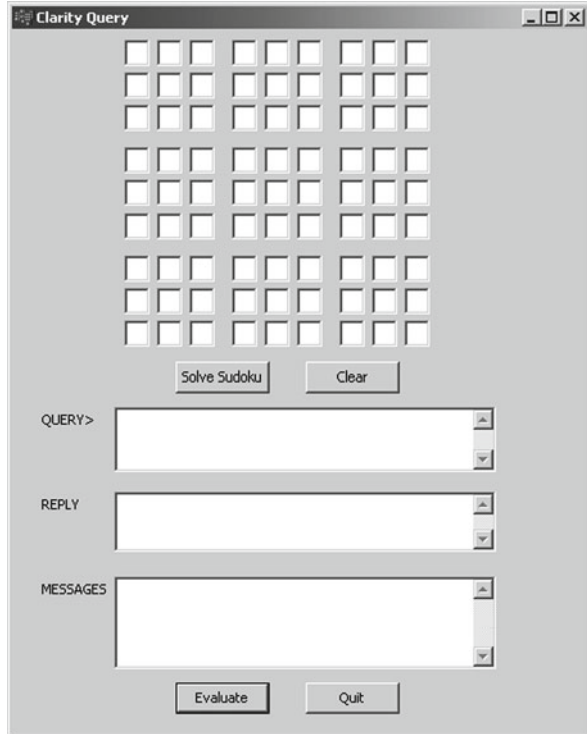 Clarity Query
Solve Sudoku Clear
QUERY>
REPLY
MESSAGES
Evaluate Quit